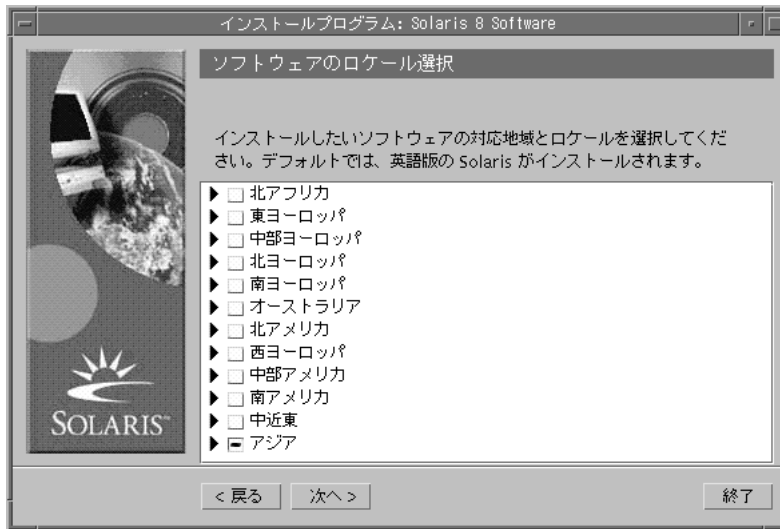 インストールプログラム: Solaris 8 Software
ソフトウェアのロケール選択
インストールしたいソフトウェアの対応地域とロケールを選択してくだ
さい。デフォルトでは、英語版の Solaris がインストールされます。
北アフリカ
東ヨーロッパ
中部ヨーロッパ
北ヨーロッパ
南ヨーロッパ
オーストラリア
北アメリカ
西ヨーロッパ
中部アメリカ
南アメリカ
中近東
アジア
SOLARIS™
< 戻る
次へ >
終了